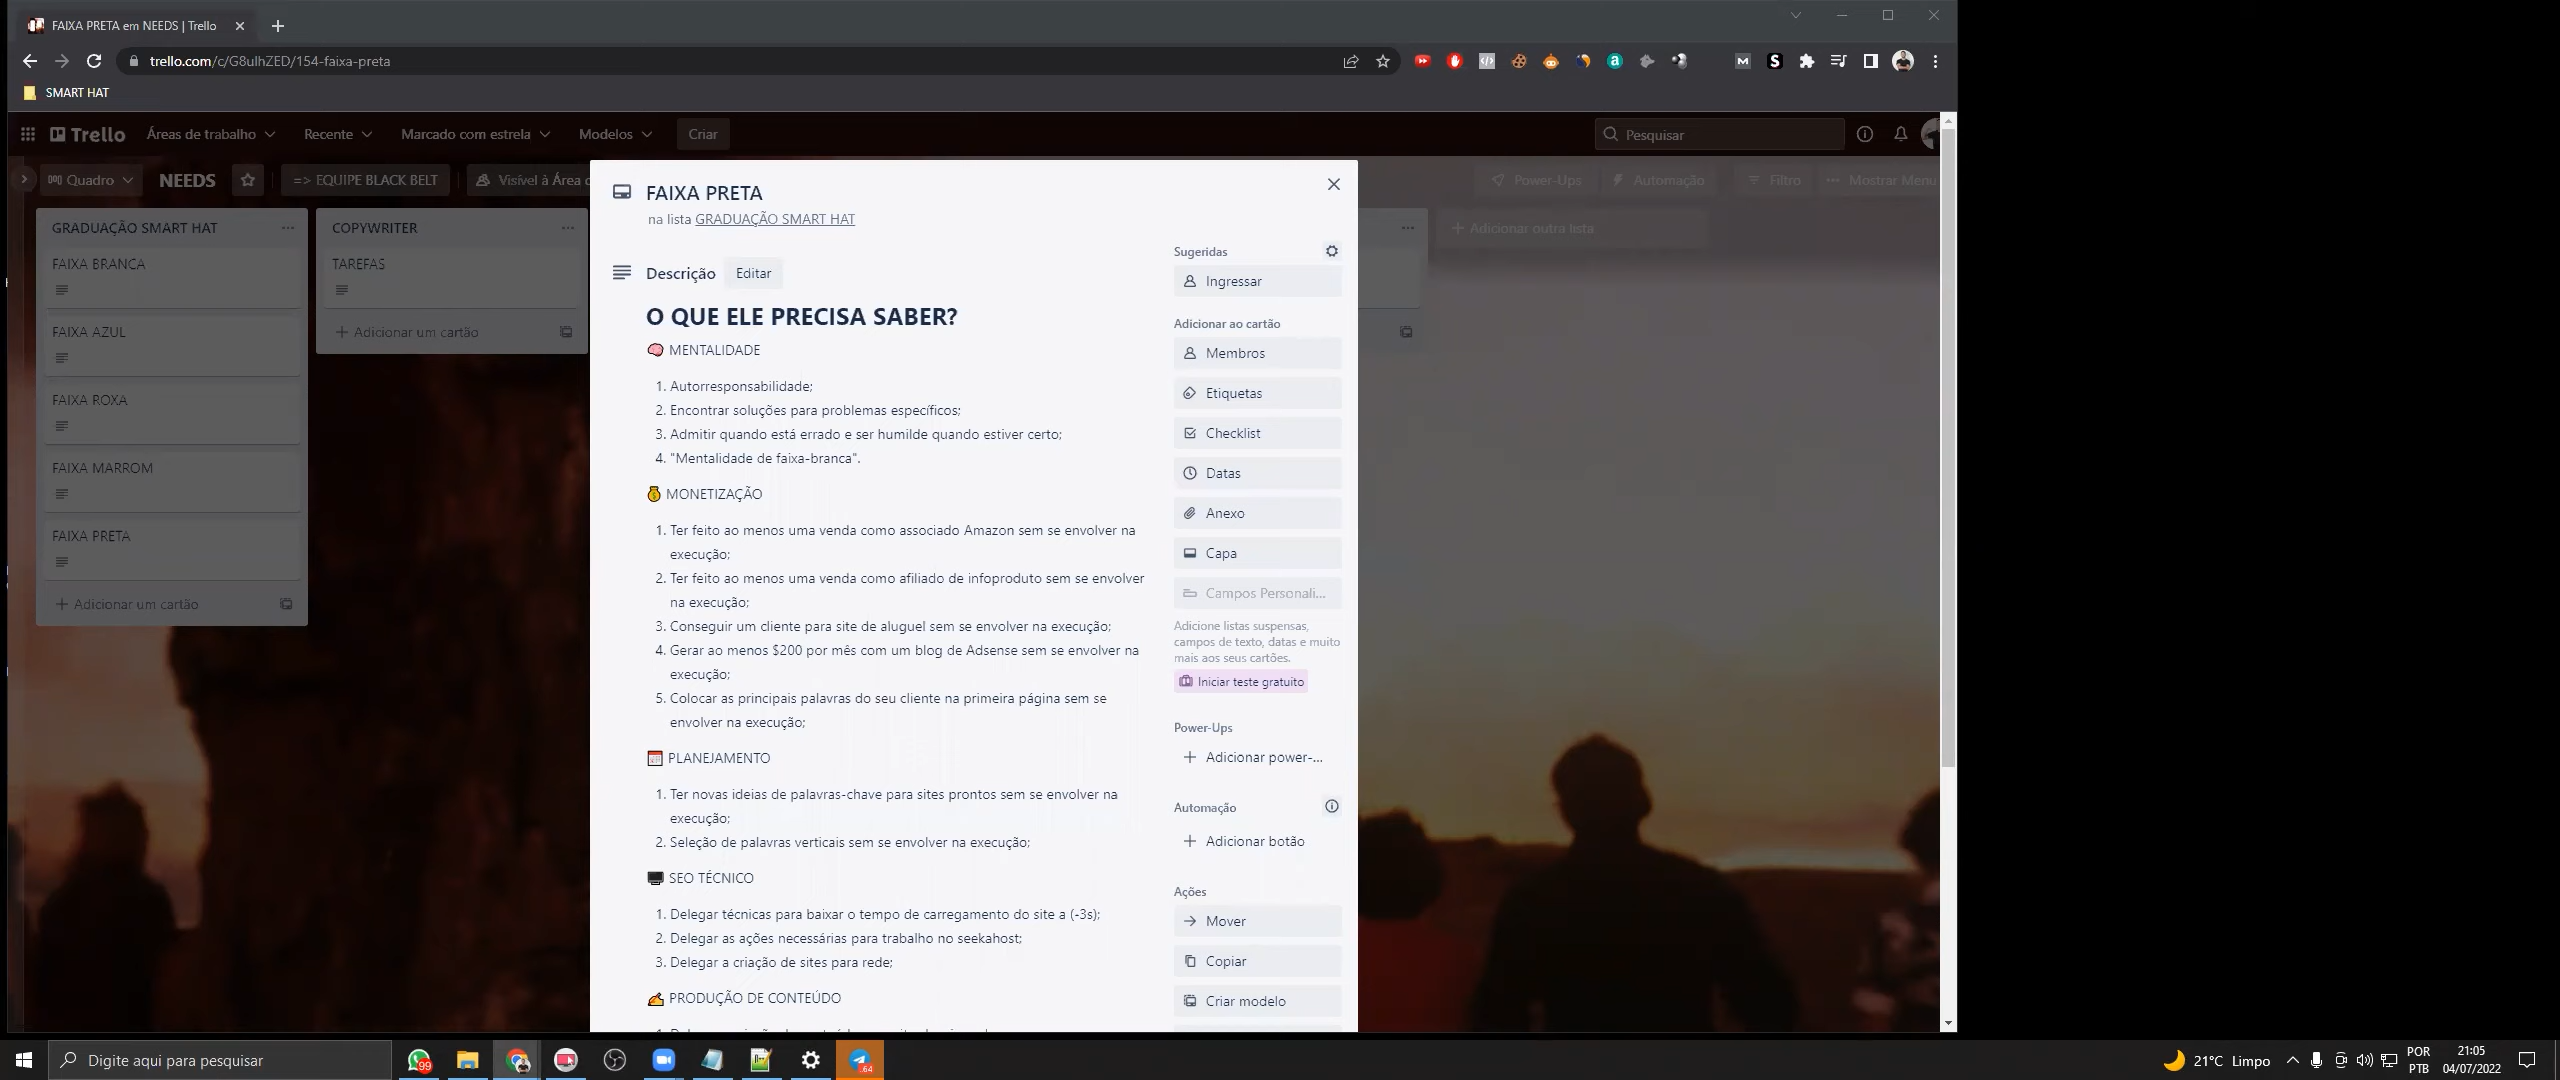 FAIXA PRETA em NEEDS | Trello
trello.com/c/G8ulhZED/154-faixa-preta
SMART HAT
Trello
Áreas de trabalho
Recente
Marcado com estrela
Modelos
Criar
Pesquisar
Quadro
NEEDS
=> EQUIPE BLACK BELT
Visível à Área
Power-Ups
Automação
Filtro
Mostrar Menu
GRADUAÇÃO SMART HAT
FAIXA BRANCA
FAIXA AZUL
FAIXA ROXA
FAIXA MARROM
FAIXA PRETA
+ Adicionar um cartão
COPYWRITER
TAREFAS
+ Adicionar um cartão
+ Adicionar outra lista
FAIXA PRETA
na lista GRADUAÇÃO SMART HAT
Descrição
Editar
O QUE ELE PRECISA SABER?
🧠 MENTALIDADE
1. Autorresponsabilidade;
2. Encontrar soluções para problemas específicos;
3. Admitir quando está errado e ser humilde quando estiver certo;
4. "Mentalidade de faixa-branca".
💰 MONETIZAÇÃO
1. Ter feito ao menos uma venda como associado Amazon sem se envolver na
execução;
2. Ter feito ao menos uma venda como afiliado de infoproduto sem se envolver
na execução;
3. Conseguir um cliente para site de aluguel sem se envolver na execução;
4. Gerar ao menos $200 por mês com um blog de Adsense sem se envolver na
execução;
5. Colocar as principais palavras do seu cliente na primeira página sem se
envolver na execução;
📅 PLANEJAMENTO
1. Ter novas ideias de palavras-chave para sites prontos sem se envolver na
execução;
2. Seleção de palavras verticais sem se envolver na execução;
🖥 SEO TÉCNICO
1. Delegar técnicas para baixar o tempo de carregamento do site a (-3s);
2. Delegar as ações necessárias para trabalho no seekahost;
3. Delegar a criação de sites para rede;
✍ PRODUÇÃO DE CONTEÚDO
Sugeridas
Ingressar
Adicionar ao cartão
Membros
Etiquetas
Checklist
Datas
Anexo
Capa
Campos Personali...
Adicione listas suspensas,
campos de texto, datas e muito
mais aos seus cartões.
Iniciar teste gratuito
Power-Ups
+ Adicionar power-...
Automação
+ Adicionar botão
Ações
Mover
Copiar
Criar modelo
Digite aqui para pesquisar
99
64
21°C Limpo
POR
PTB
21:05
04/07/2022